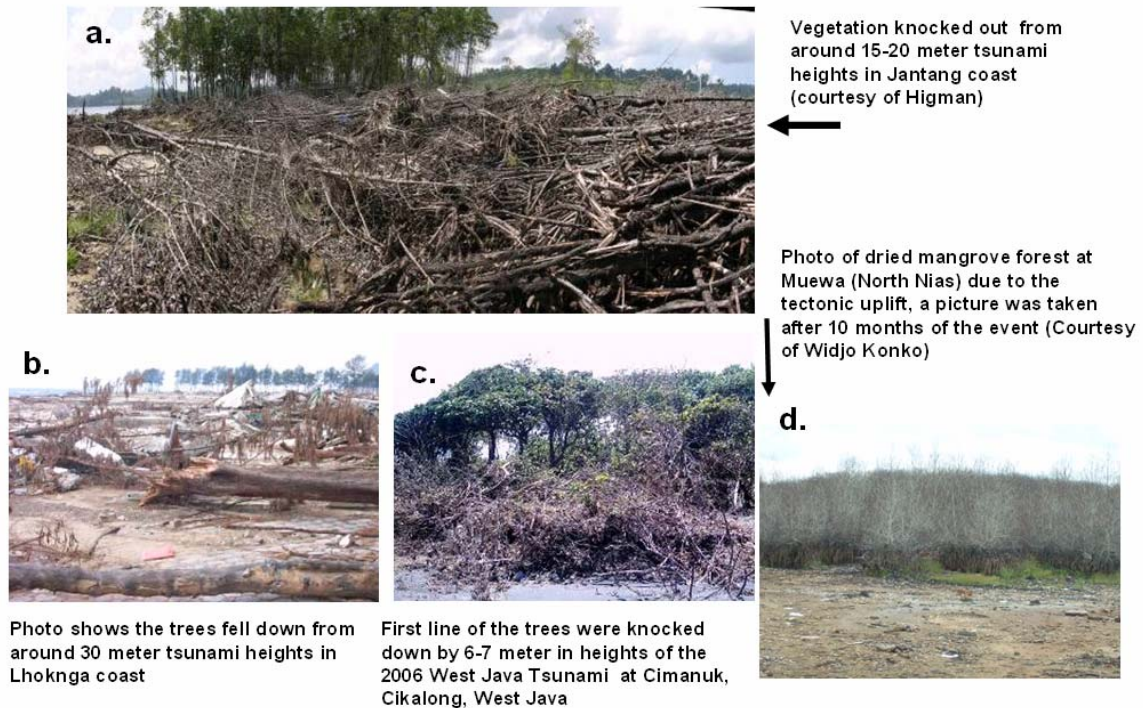 a.
Vegetation knocked out from
around 15-20 meter tsunami
heights in Jantang coast
(courtesy of Higman)
Photo of dried mangrove forest at
Muewa (North Nias) due to the
tectonic uplift, a picture was taken
after 10 months of the event (Courtesy
of Widjo Konko)
b.
c.
d.
Photo shows the trees fell down from
around 30 meter tsunami heights in
Lhoknga coast
First line of the trees were knocked
down by 6-7 meter in heights of the
2006 West Java Tsunami at Cimanuk,
Cikalong, West Java